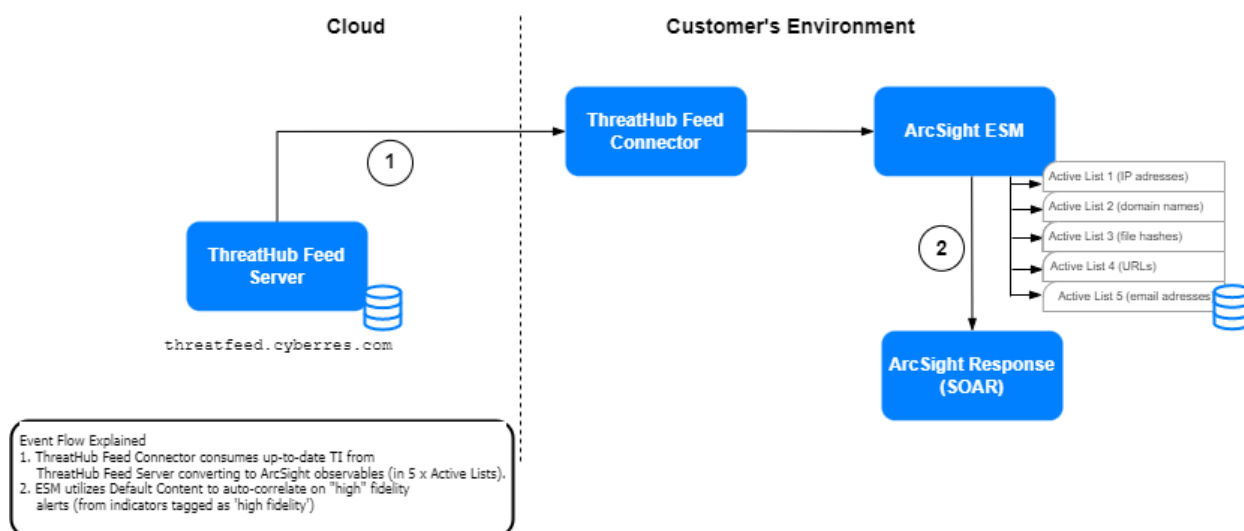 Cloud
Customer's Environment
ThreatHub Feed
Connector
ArcSight ESM
1
Active List 1 (IP adresses)
Active List 2 (domain names)
Active List 3 (file hashes)
Active List 4 (URLs)
Active List 5 (email adresses
2
ThreatHub Feed
Server
threatfeed.cyberres.com
ArcSight Response
(SOAR)
Event Flow Explained
1. ThreatHub Feed Connector consumes up-to-date TI from
ThreatHub Feed Server converting to ArcSight observables (in 5 x Active Lists).
2. ESM utilizes Default Content to auto-correlate on "high" fidelity
alerts (from indicators tagged as 'high fidelity')